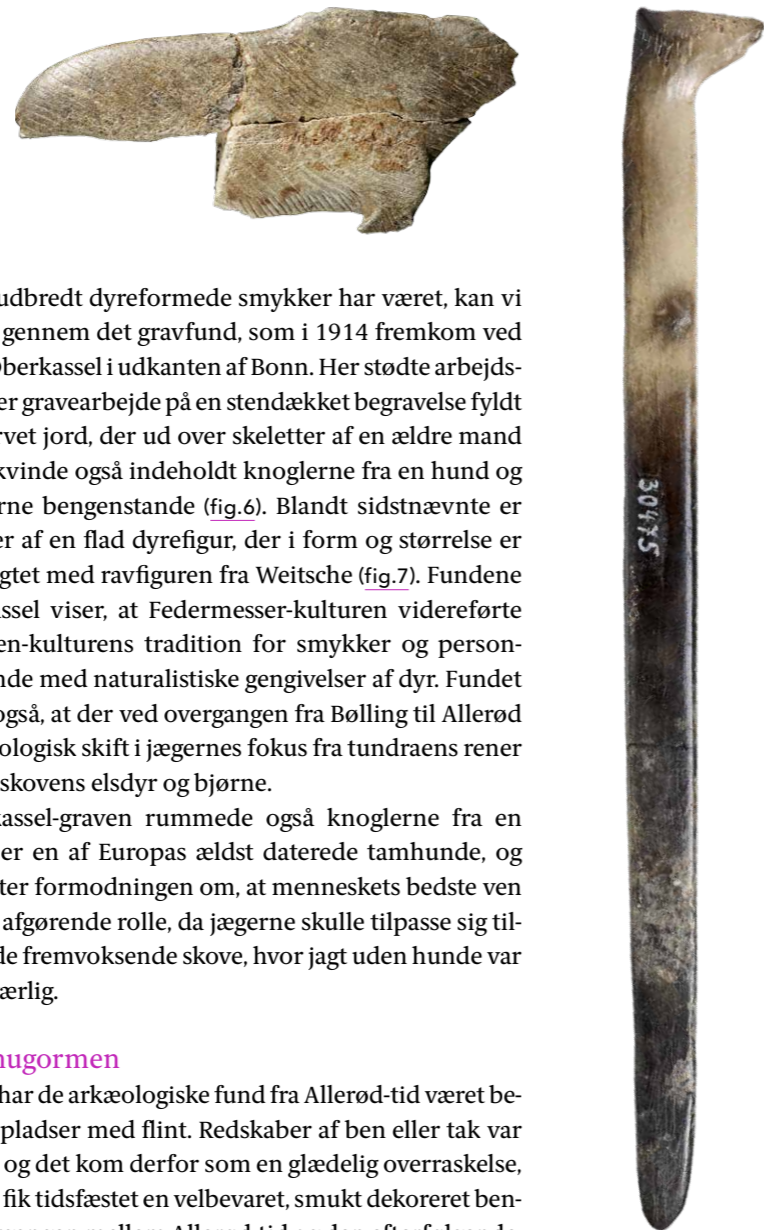 udbredt dyreformede smykker har været, kan vi
gennem det gravfund, som i 1914 fremkom ved
Oberkassel i udkanten af Bonn. Her stødte arbejds-
er gravearbejde på en stendækket begravelse fyldt
rvet jord, der ud over skeletter af en ældre mand
kvinde også indeholdt knoglerne fra en hund og
rne bengenstande (fig.6). Blandt sidstnævnte er
er af en flad dyrefigur, der i form og størrelse er
gtet med ravfiguren fra Weitsche (fig.7). Fundene
ssel viser, at Federmesser-kulturen videreførte
en-kulturens tradition for smykker og person-
nde med naturalistiske gengivelser af dyr. Fundet
også, at der ved overgangen fra Bølling til Allerød
ologisk skift i jægernes fokus fra tundraens rener
skovens elsdyr og bjørne.
kassel-graven rummede også knoglerne fra en
er en af Europas ældst daterede tamhunde, og
ter formodningen om, at menneskets bedste ven
afgørende rolle, da jægerne skulle tilpasse sig til-
de fremvoksende skove, hvor jagt uden hunde var
ærlig.
hugormen
har de arkæologiske fund fra Allerød-tid været be-
pladser med flint. Redskaber af ben eller tak var
og det kom derfor som en glædelig overraskelse,
fik tidsfæstet en velbevaret, smukt dekoreret ben-
30475